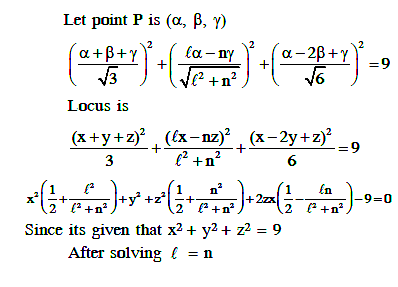 Let point P is (α, β, γ)
((α+β+γ)/√3)² + ((ℓα−nγ)/√(ℓ²+n²))² + ((α−2β+γ)/√6)² =9
Locus is
(x+y+z)²/3 + (ℓx−nz)²/(ℓ²+n²) + (x−2y+z)²/6 =9
x²(1/2 + ℓ²/(ℓ²+n²)) +y² +z²(1/2 + n²/(ℓ²+n²)) +2zx(1/2 − ℓn/(ℓ²+n²)) −9=0
Since its given that x² + y² + z² = 9
After solving ℓ = n